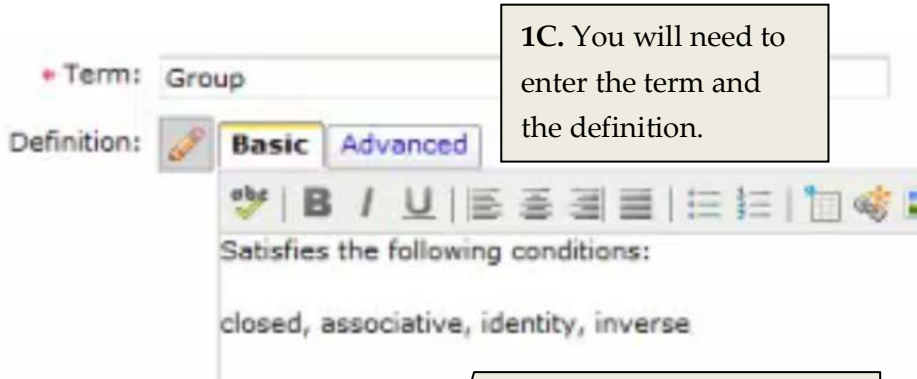 1C. You will need to
enter the term and
the definition.
* Term: Group
Definition: Basic Advanced
abc B I U
Satisfies the following conditions:
closed, associative, identity, inverse